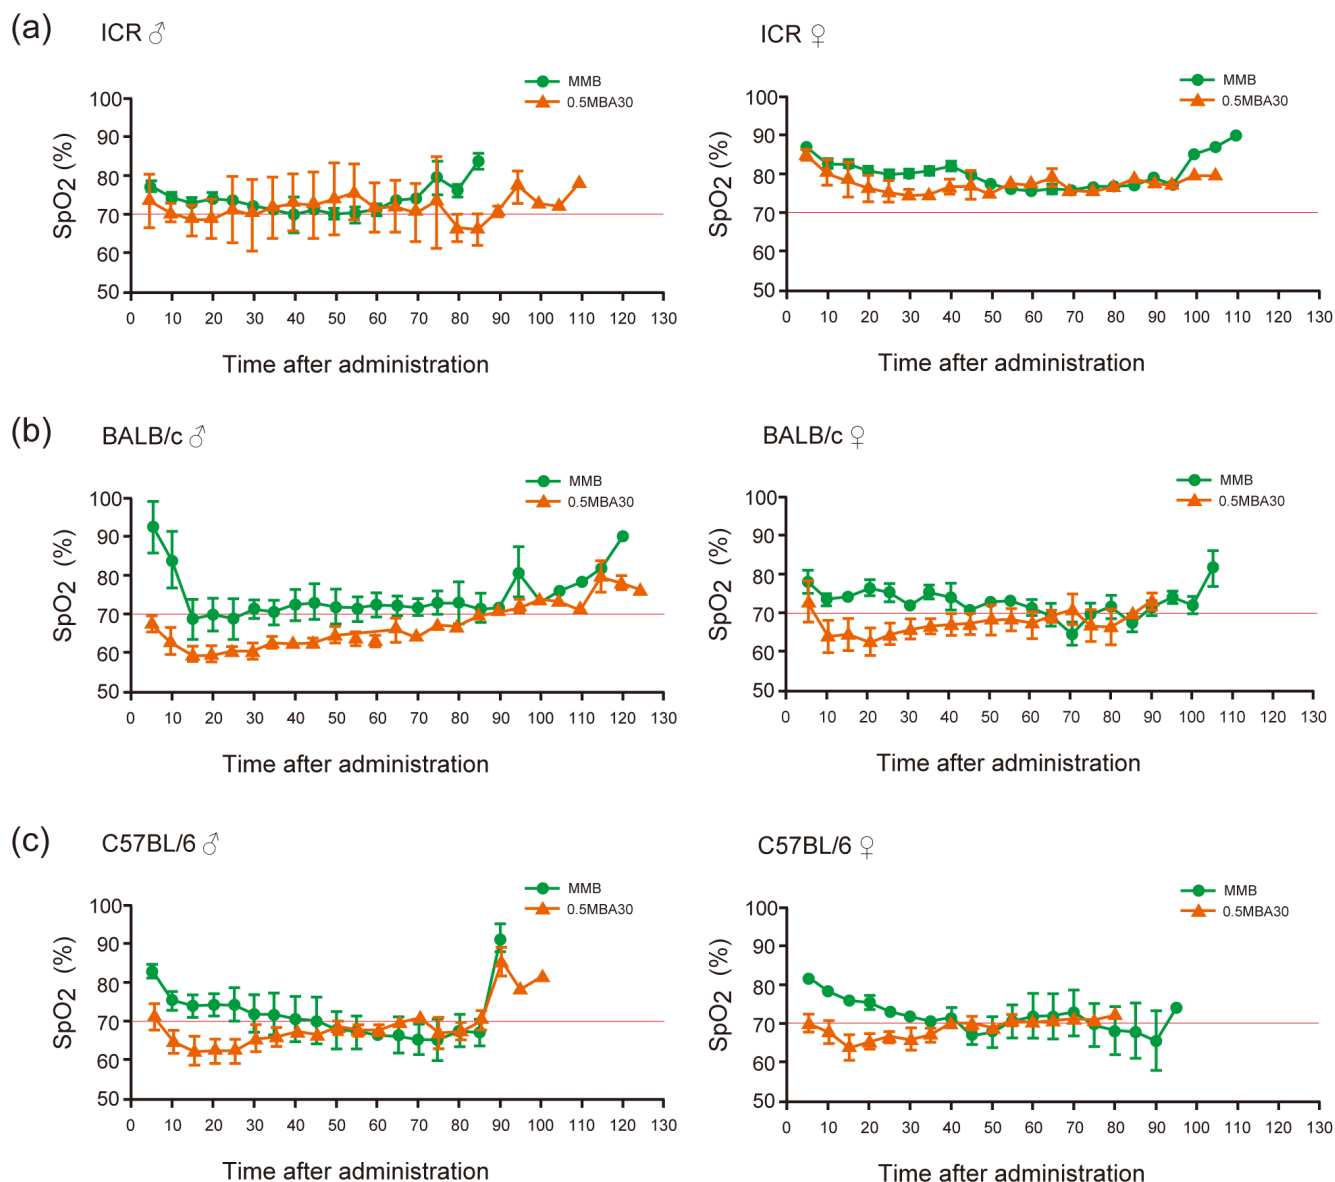 (a)
ICR ♂
MMB
0.5MBA30
100
90
80
70
60
50
SpO2 (%)
0 10 20 30 40 50 60 70 80 90 100 110 120 130
Time after administration
ICR ♀
MMB
0.5MBA30
100
90
80
70
60
50
SpO2 (%)
0 10 20 30 40 50 60 70 80 90 100 110 120 130
Time after administration
(b)
BALB/c ♂
MMB
0.5MBA30
100
90
80
70
60
50
SpO2 (%)
0 10 20 30 40 50 60 70 80 90 100 110 120 130
Time after administration
BALB/c ♀
MMB
0.5MBA30
100
90
80
70
60
50
SpO2 (%)
0 10 20 30 40 50 60 70 80 90 100 110 120 130
Time after administration
(c)
C57BL/6 ♂
MMB
0.5MBA30
100
90
80
70
60
50
SpO2 (%)
0 10 20 30 40 50 60 70 80 90 100 110 120 130
Time after administration
C57BL/6 ♀
MMB
0.5MBA30
100
90
80
70
60
50
SpO2 (%)
0 10 20 30 40 50 60 70 80 90 100 110 120 130
Time after administration